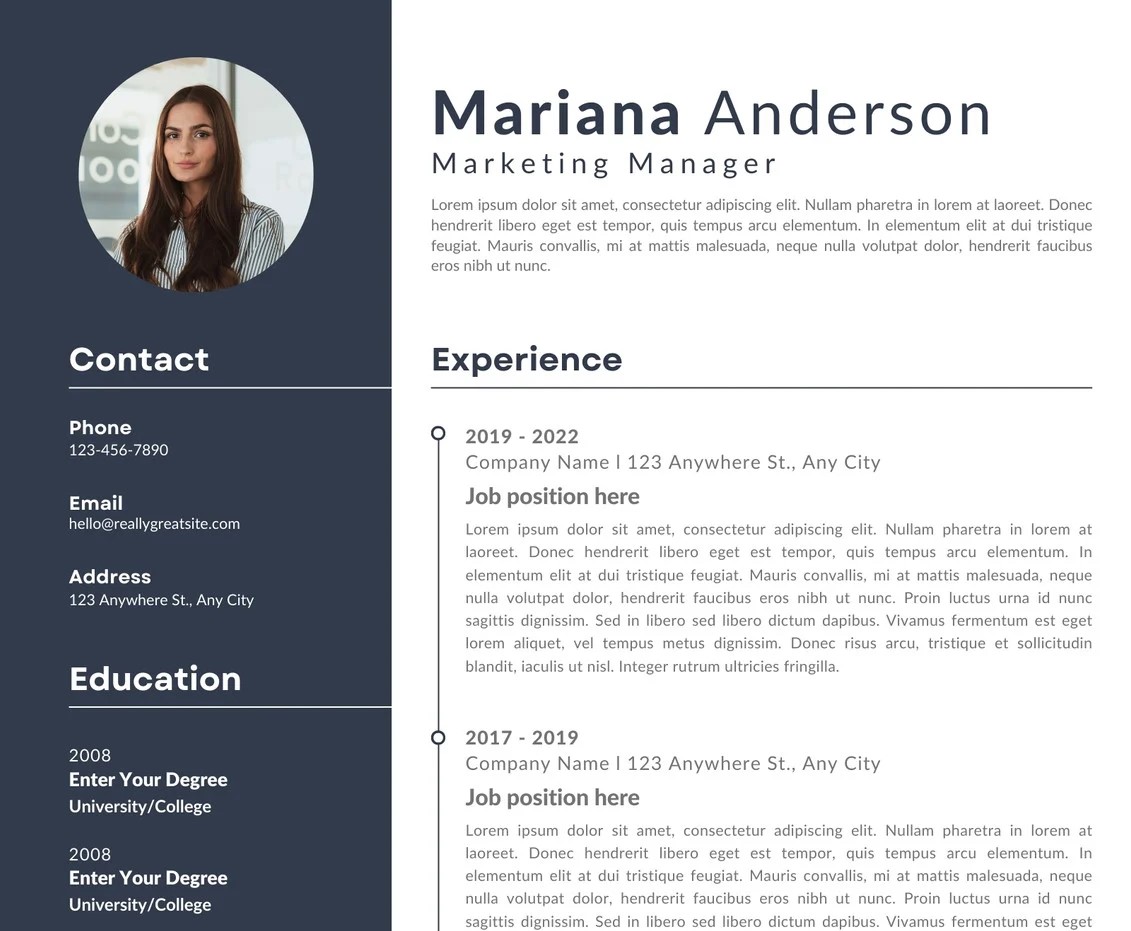 Mariana Anderson
Marketing Manager
Lorem ipsum dolor sit amet, consectetur adipiscing elit. Nullam pharetra in lorem at laoreet. Donec
hendrerit libero eget est tempor, quis tempus arcu elementum. In elementum elit at dui tristique
feugiat. Mauris convallis, mi at mattis malesuada, neque nulla volutpat dolor, hendrerit faucibus
eros nibh ut nunc.
Contact
Phone
123-456-7890
Email
hello@reallygreatsite.com
Address
123 Anywhere St., Any City
Education
2008
Enter Your Degree
University/College
2008
Enter Your Degree
University/College
Experience
2019 - 2022
Company Name l 123 Anywhere St., Any City
Job position here
Lorem ipsum dolor sit amet, consectetur adipiscing elit. Nullam pharetra in lorem at
laoreet. Donec hendrerit libero eget est tempor, quis tempus arcu elementum. In
elementum elit at dui tristique feugiat. Mauris convallis, mi at mattis malesuada, neque
nulla volutpat dolor, hendrerit faucibus eros nibh ut nunc. Proin luctus urna id nunc
sagittis dignissim. Sed in libero sed libero dictum dapibus. Vivamus fermentum est eget
lorem aliquet, vel tempus metus dignissim. Donec risus arcu, tristique et sollicitudin
blandit, iaculis ut nisl. Integer rutrum ultricies fringilla.
2017 - 2019
Company Name l 123 Anywhere St., Any City
Job position here
Lorem ipsum dolor sit amet, consectetur adipiscing elit. Nullam pharetra in lorem at
laoreet. Donec hendrerit libero eget est tempor, quis tempus arcu elementum. In
elementum elit at dui tristique feugiat. Mauris convallis, mi at mattis malesuada, neque
nulla volutpat dolor, hendrerit faucibus eros nibh ut nunc. Proin luctus urna id nunc
sagittis dignissim. Sed in libero sed libero dictum dapibus. Vivamus fermentum est eget